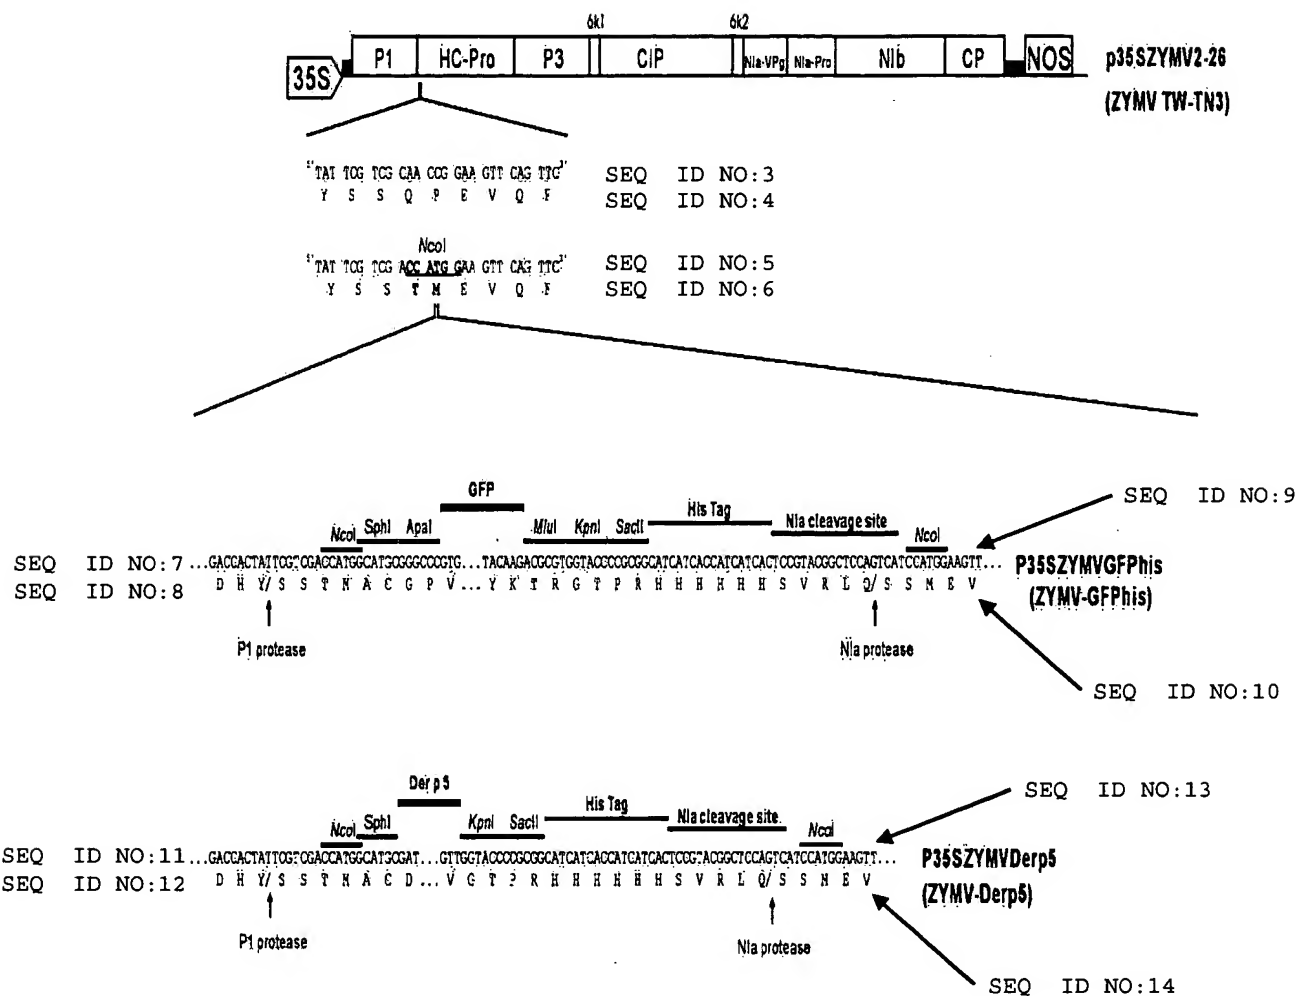 6k1 6k2
35S P1 HC-Pro P3 CIP NIa-VPg NIa-Pro NIb CP NOS p35SZYMV2-26
(ZYMV TW-TN3)
5'TAT TCG TCG CAA CCG GAA GTT CAG TTC3' SEQ ID NO:3
Y S S Q P E V Q F SEQ ID NO:4
NcoI
5'TAT TCG TCG ACC ATG GAA GTT CAG TTC3' SEQ ID NO:5
Y S S T M E V Q F SEQ ID NO:6
GFP
SEQ ID NO:9
His Tag
NcoI SphI ApaI MluI KpnI SacII NIa cleavage site NcoI
SEQ ID NO:7 ...GACCACTATTCGTCGACCATGGCATGCGGGCCCGTG...TACAAGACGCGTGGTACCCCGCGGCATCATCACCATCATCACTCCGTACGGCTCCAGTCATCCATGGAAGTT... P35SZYMVGFPhis
SEQ ID NO:8 D H Y/ S S T M A C G P V...Y K T R G T P R H H H H H H S V R L Q/ S S M E V (ZYMV-GFPhis)
P1 protease NIa protease
SEQ ID NO:10
Der p 5
SEQ ID NO:13
His Tag
NcoI SphI KpnI SacII NIa cleavage site NcoI
SEQ ID NO:11 ...GACCACTATTCGTCGACCATGGCATGCGAT...GTTGGTACCCCGCGGCATCATCACCATCATCACTCCGTACGGCTCCAGTCATCCATGGAAGTT... P35SZYMVDerp5
SEQ ID NO:12 D H Y/ S S T M A C D...V G T P R H H H H H H S V R L Q/ S S M E V (ZYMV-Derp5)
P1 protease NIa protease
SEQ ID NO:14